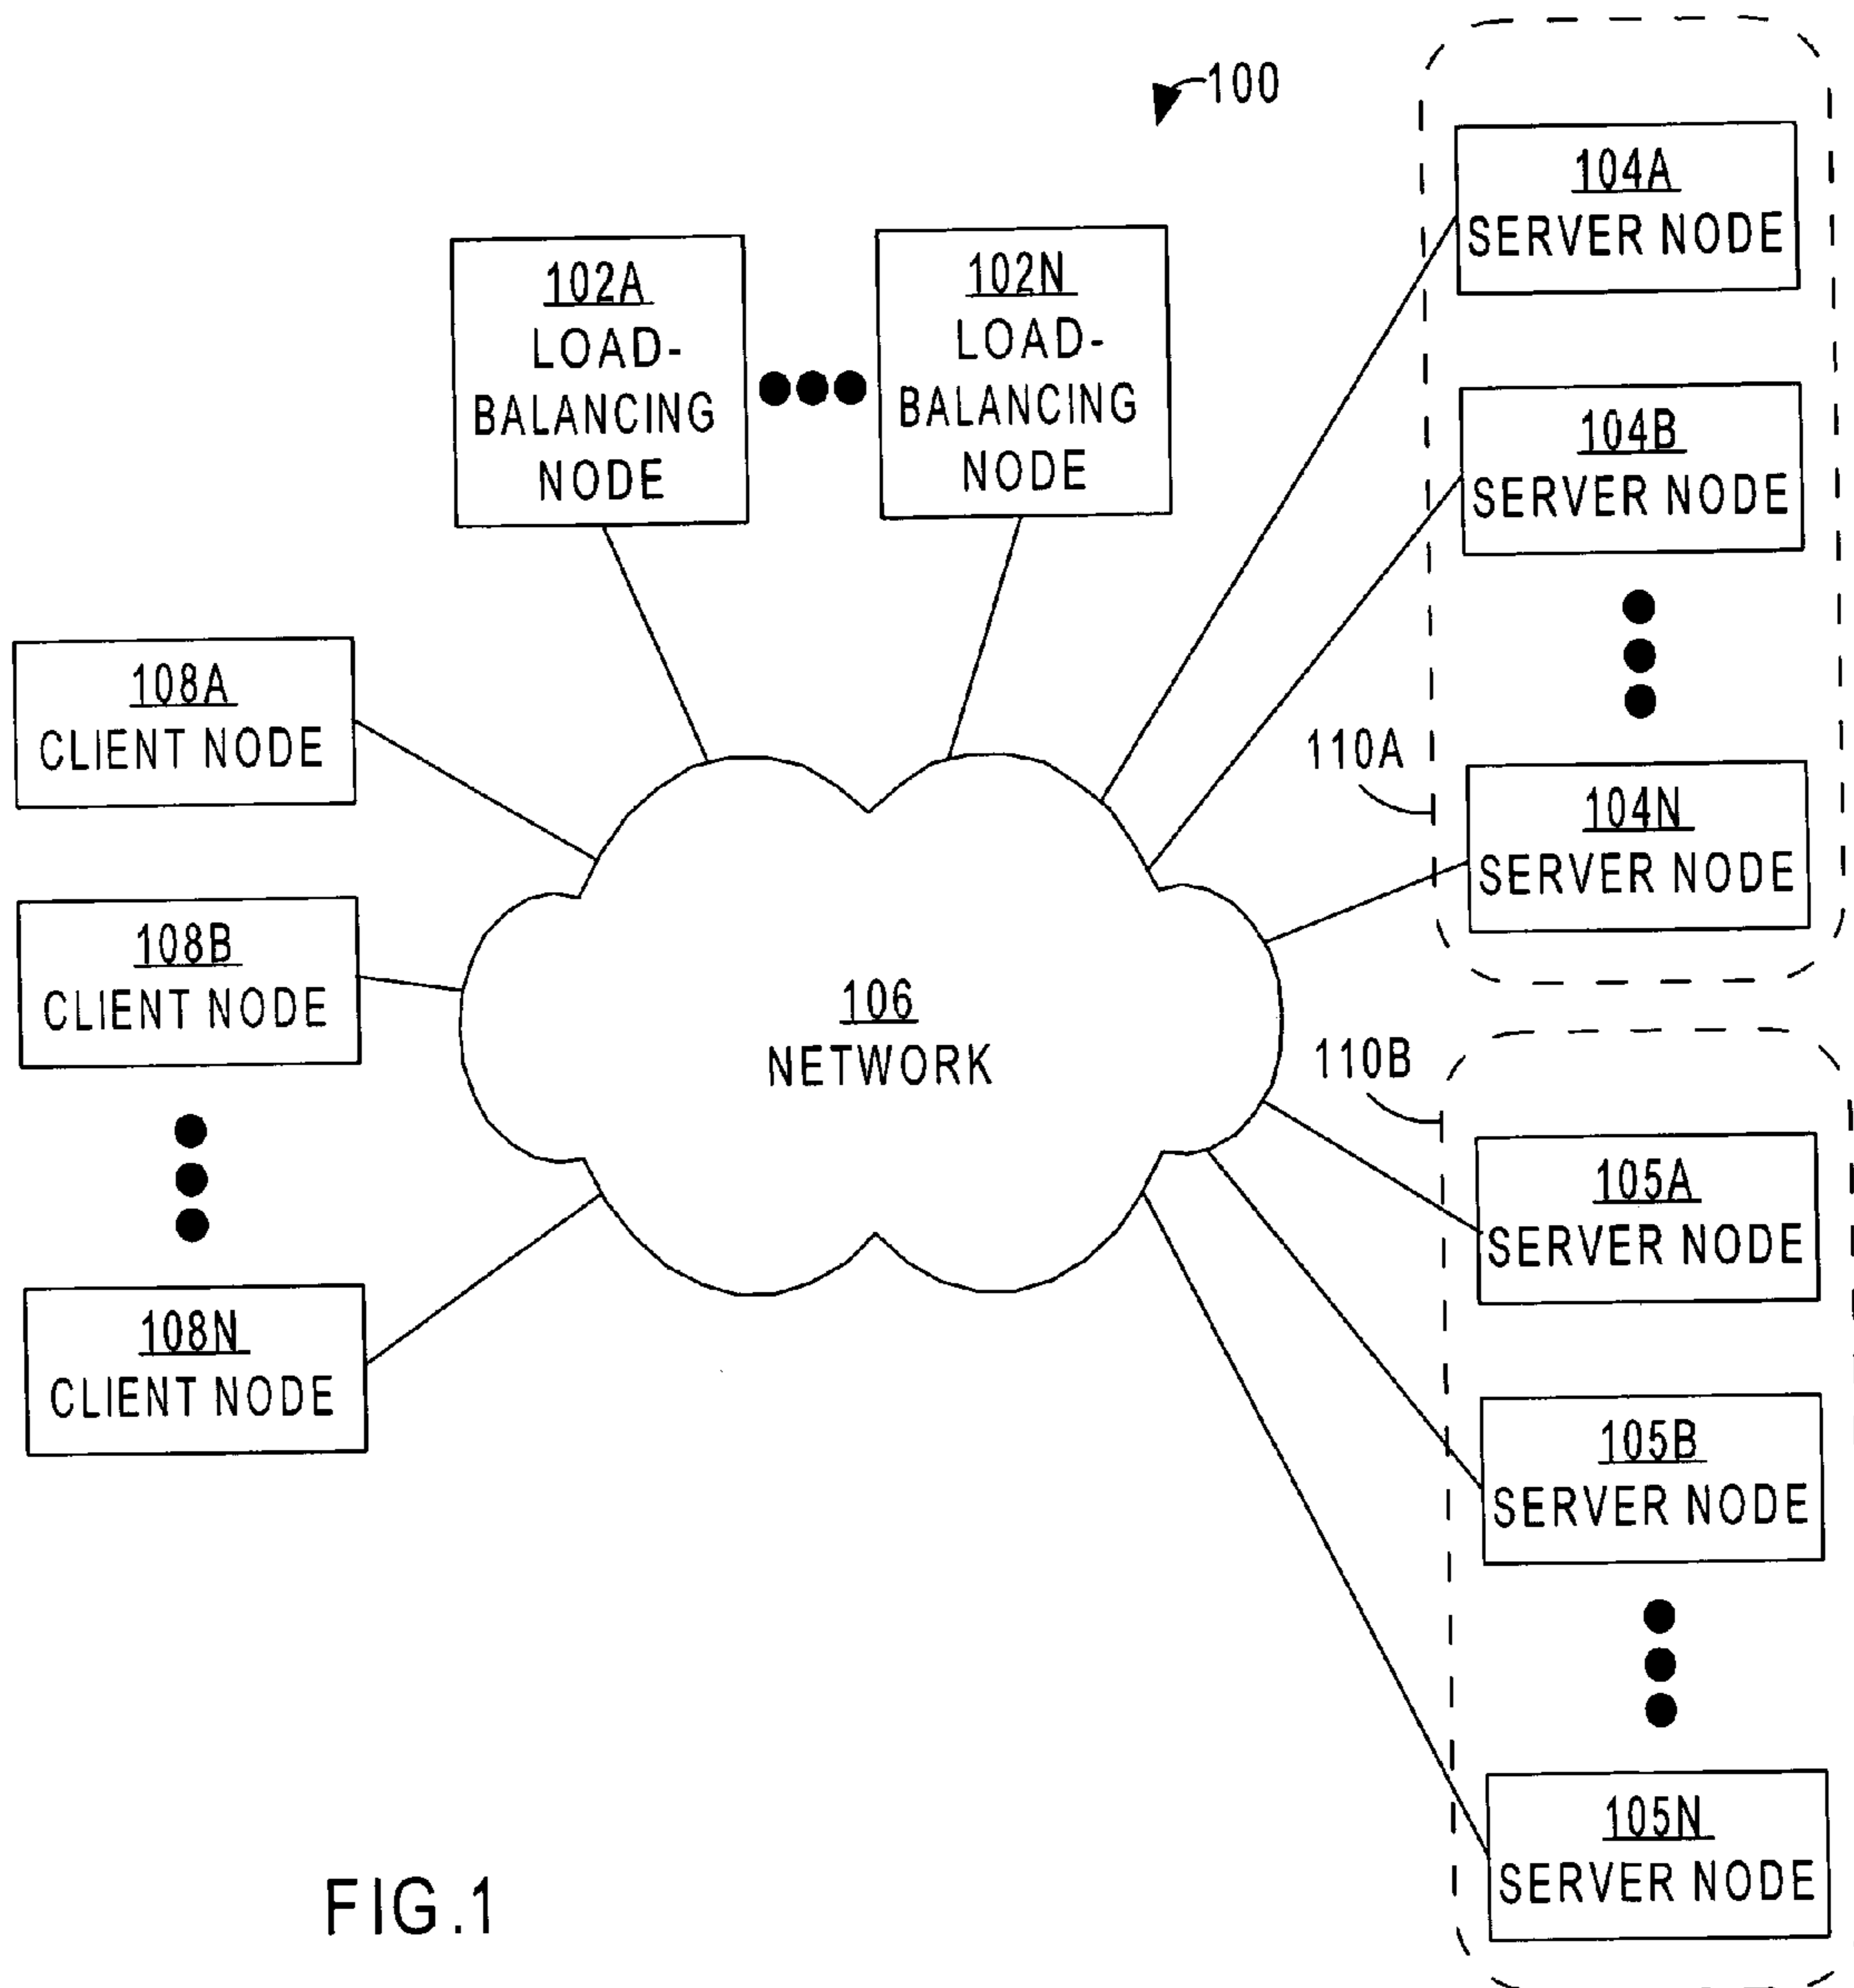 100
104A
SERVER NODE
102A
LOAD-
BALANCING
NODE
102N
LOAD-
BALANCING
NODE
104B
SERVER NODE
108A
CLIENT NODE
110A
104N
SERVER NODE
108B
CLIENT NODE
106
NETWORK
110B
105A
SERVER NODE
108N
CLIENT NODE
105B
SERVER NODE
105N
SERVER NODE
FIG.1